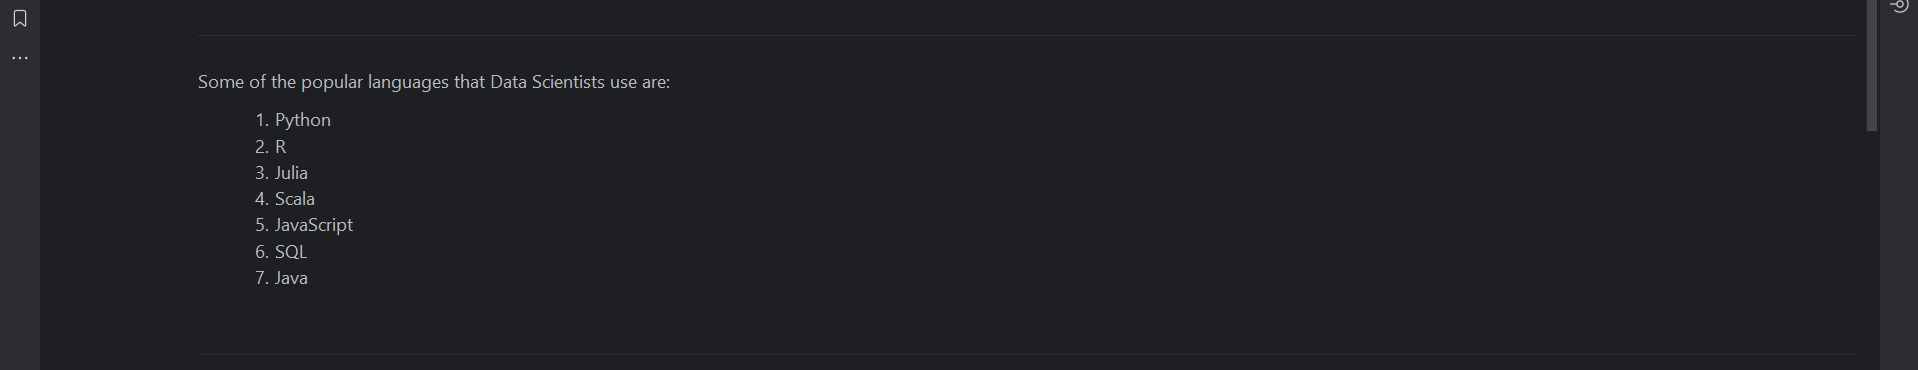 Some of the popular languages that Data Scientists use are:
1. Python
2. R
3. Julia
4. Scala
5. JavaScript
6. SQL
7. Java